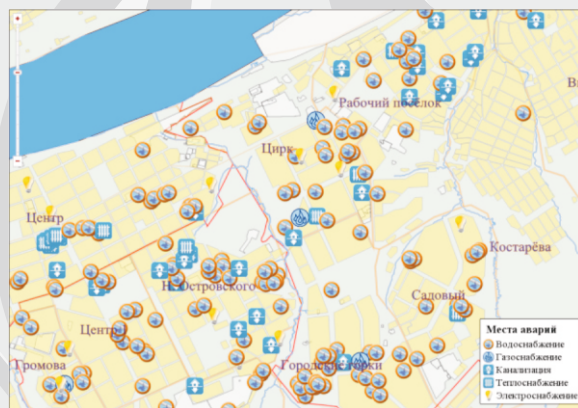 Рабочий поселок
Цирк
Центр
Костарёва
Н. Островского
Садовый
Центр
Громова
Городские горки
Места аварий
Водоснабжение
Газоснабжение
Канализация
Теплоснабжение
Электроснабжение